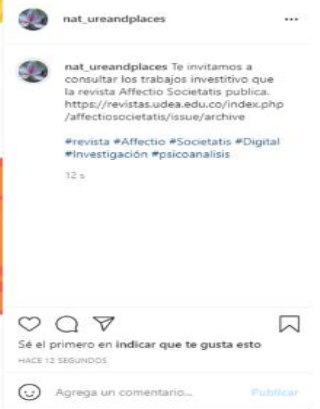 nat_ureandplaces
nat_ureandplaces Te invitamos a
consultar los trabajos investitivo que
la revista Affectio Societatis publica.
https://revistas.udea.edu.co/index.php
/affectiosocietatis/issue/archive
#revista #Affectio #Societatis #Digital
#Investigación #psicoanalisis
12 s
Sé el primero en indicar que te gusta esto
HACE 12 SEGUNDOS
Agrega un comentario...
Publicar